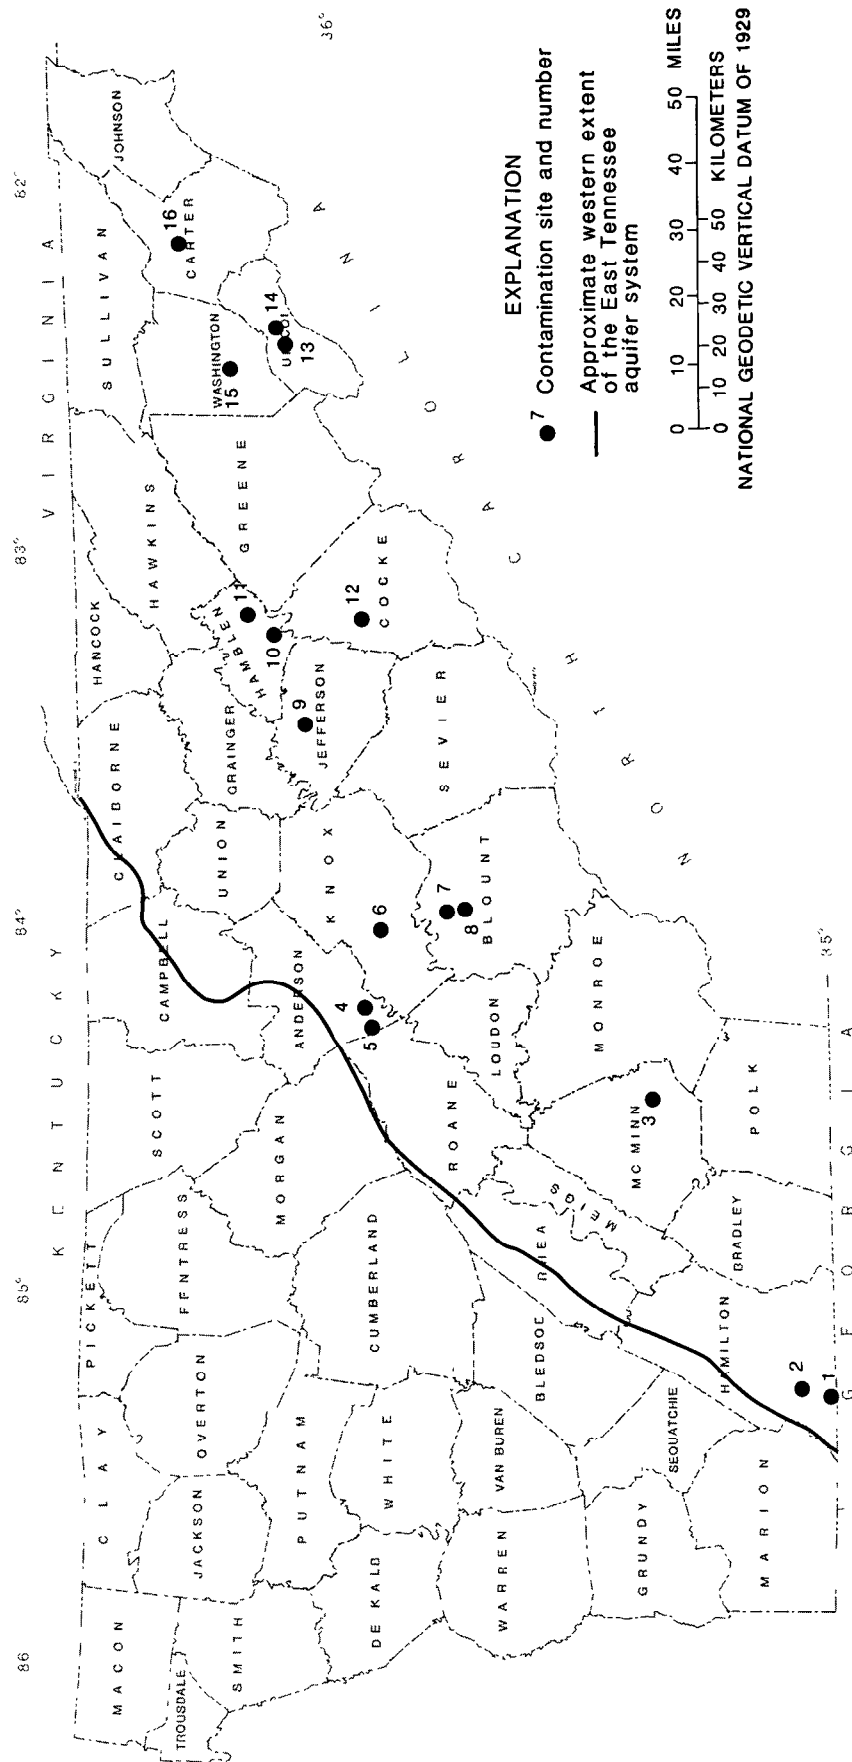 86
85°
84°
83°
82°
36°
35°
KENTUCKY
VIRGINIA
NORTH CAROLINA
GEORGIA
MACON
CLAY
PICKETT
TROUSDALE
SMITH
JACKSON
OVERTON
FENTRESS
SCOTT
CAMPBELL
CLAIBORNE
HANCOCK
HAWKINS
SULLIVAN
JOHNSON
CARTER
16
WASHINGTON
15
14
13
GREENE
HAMBLEN
11
10
GRAINGER
UNION
ANDERSON
MORGAN
PUTNAM
DE KALB
WHITE
CUMBERLAND
ROANE
4
5
KNOX
6
JEFFERSON
9
COCKE
12
SEVIER
BLOUNT
7
8
LOUDON
MONROE
MC MINN
3
MEIGS
RHEA
BLEDSOE
VAN BUREN
WARREN
GRUNDY
SEQUATCHIE
MARION
HAMILTON
2
1
BRADLEY
POLK
EXPLANATION
7 Contamination site and number
Approximate western extent
of the East Tennessee
aquifer system
0 10 20 30 40 50 MILES
0 10 20 30 40 50 KILOMETERS
NATIONAL GEODETIC VERTICAL DATUM OF 1929